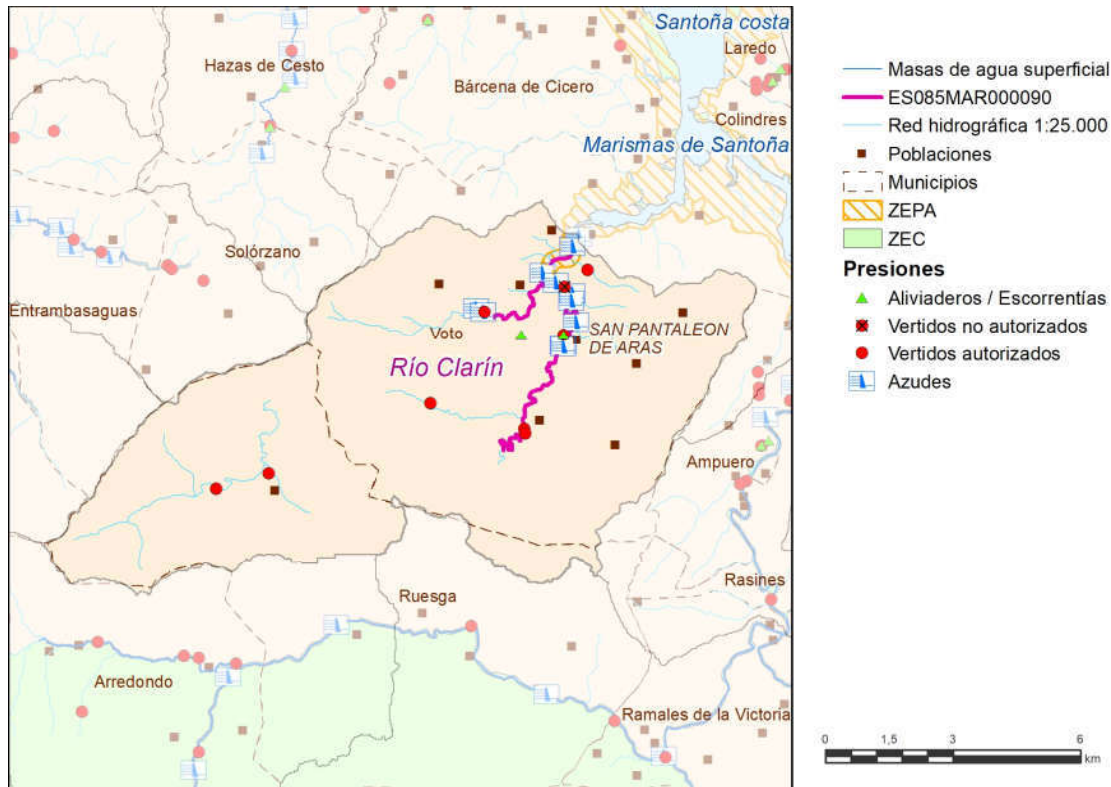 Santoña costa
Laredo
Hazas de Cesto
Bárcena de Cicero
Colindres
Marismas de Santoña
Solórzano
Entrambasaguas
Voto
SAN PANTALEON
DE ARAS
Río Clarín
Ampuero
Rasines
Ruesga
Arredondo
Ramales de la Victoria
Masas de agua superficial
ES085MAR000090
Red hidrográfica 1:25.000
Poblaciones
Municipios
ZEPA
ZEC
Presiones
Aliviaderos / Escorrentías
Vertidos no autorizados
Vertidos autorizados
Azudes
0 1,5 3 6
km